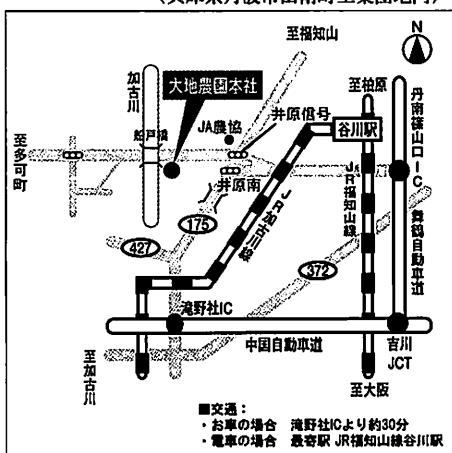 (兵庫県丹波市山南町工業団地内)
至福知山
N
加古川
大地農園本社
至柏原
船戸橋
JA農協
井原信号
谷川駅
丹南篠山口IC
至多可町
井原南
JR加古川線
JR福知山線
舞鶴自動車道
175
427
372
滝野社IC
中国自動車道
吉川JCT
至加古川
至大阪
■交通：
・お車の場合 滝野社ICより約30分
・電車の場合 最寄駅 JR福知山線谷川駅